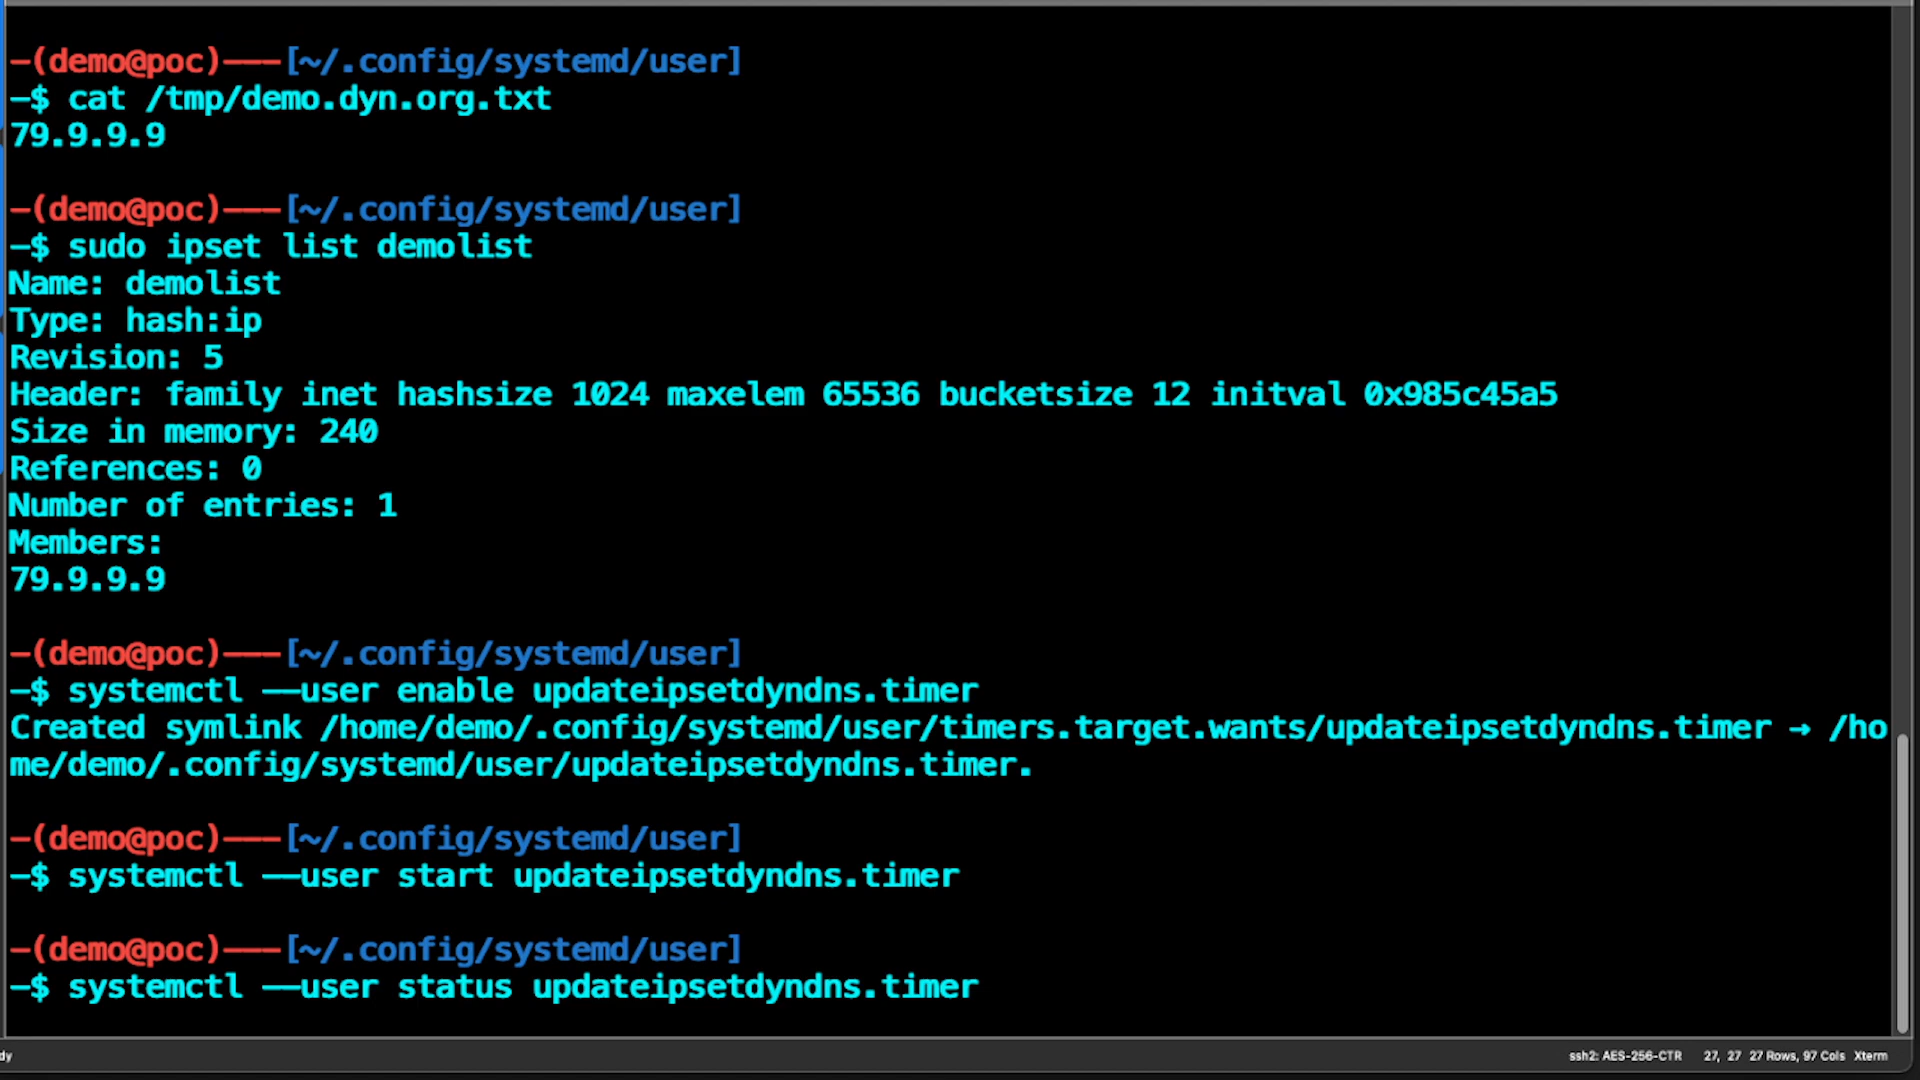 —(demo@poc)———[~/.config/systemd/user]
—$ cat /tmp/demo.dyn.org.txt
79.9.9.9
—(demo@poc)———[~/.config/systemd/user]
—$ sudo ipset list demolist
Name: demolist
Type: hash:ip
Revision: 5
Header: family inet hashsize 1024 maxelem 65536 bucketsize 12 initval 0x985c45a5
Size in memory: 240
References: 0
Number of entries: 1
Members:
79.9.9.9
—(demo@poc)———[~/.config/systemd/user]
—$ systemctl --user enable updateipsetdyndns.timer
Created symlink /home/demo/.config/systemd/user/timers.target.wants/updateipsetdyndns.timer → /ho
me/demo/.config/systemd/user/updateipsetdyndns.timer.
—(demo@poc)———[~/.config/systemd/user]
—$ systemctl --user start updateipsetdyndns.timer
—(demo@poc)———[~/.config/systemd/user]
—$ systemctl --user status updateipsetdyndns.timer
dy ssh2: AES-256-CTR 27, 27 27 Rows, 97 Cols Xterm